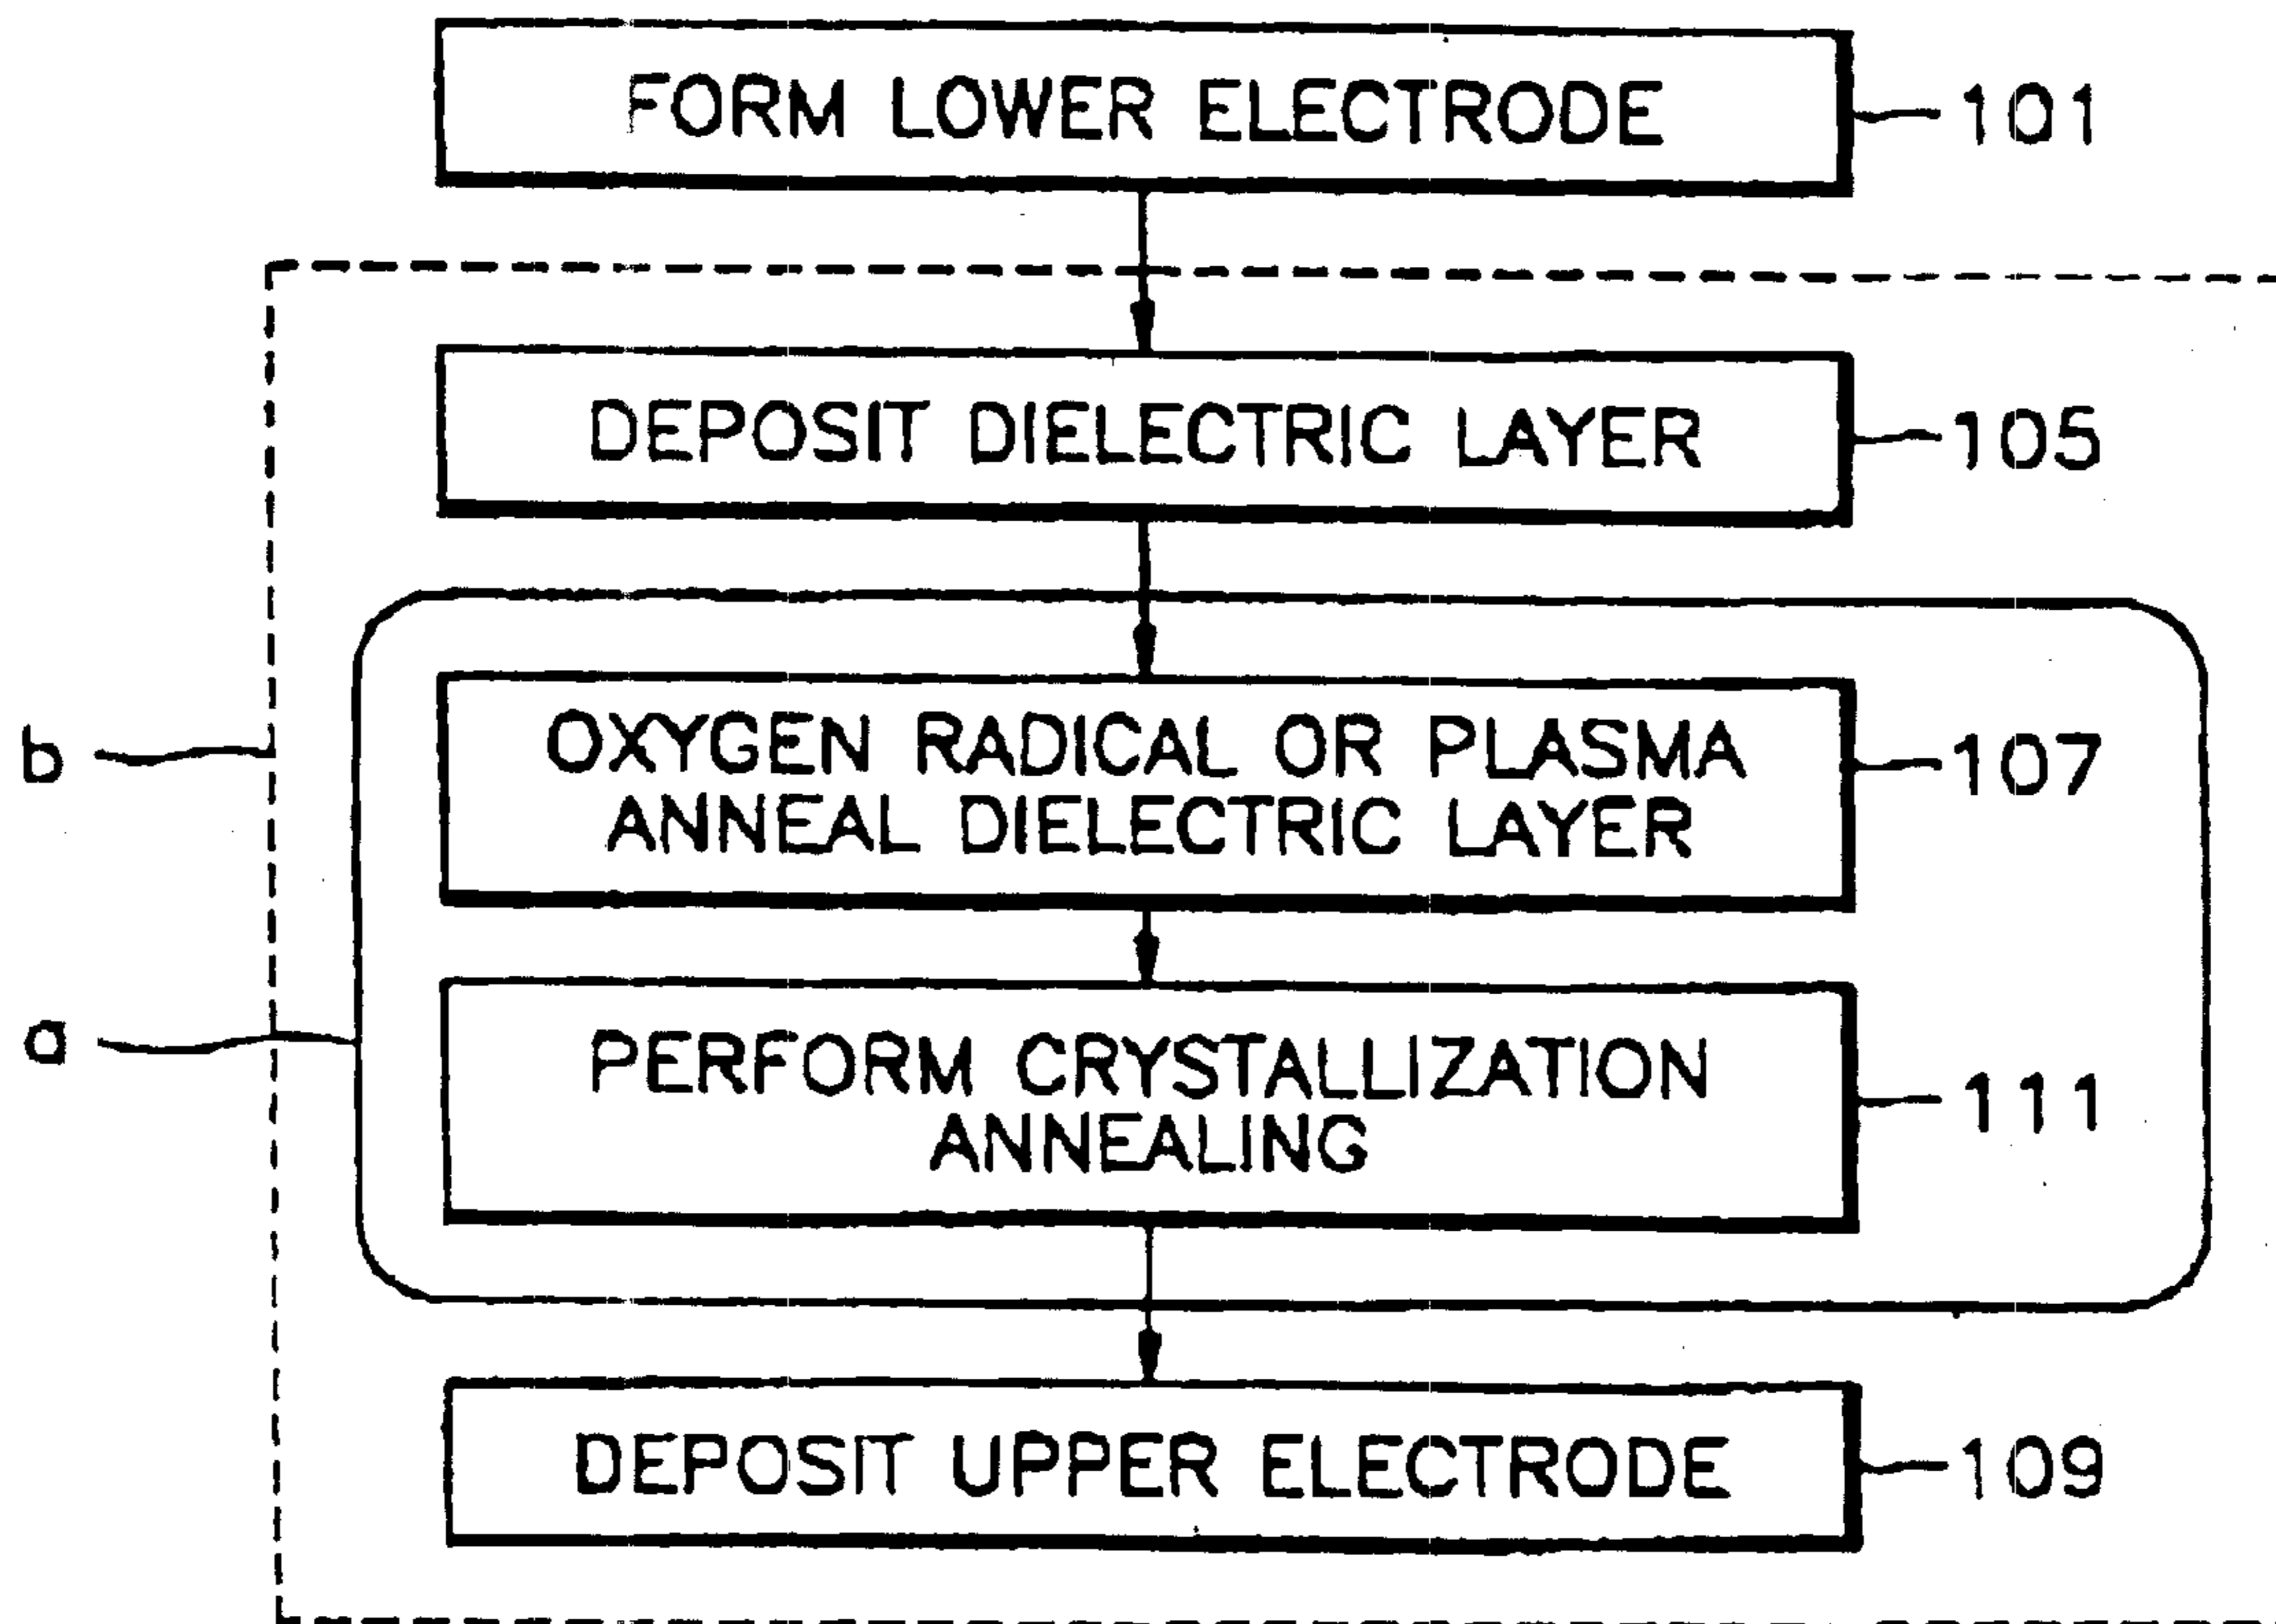 FORM LOWER ELECTRODE
101
DEPOSIT DIELECTRIC LAYER
105
OXYGEN RADICAL OR PLASMA
ANNEAL DIELECTRIC LAYER
107
b
a
PERFORM CRYSTALLIZATION
ANNEALING
111
DEPOSIT UPPER ELECTRODE
109